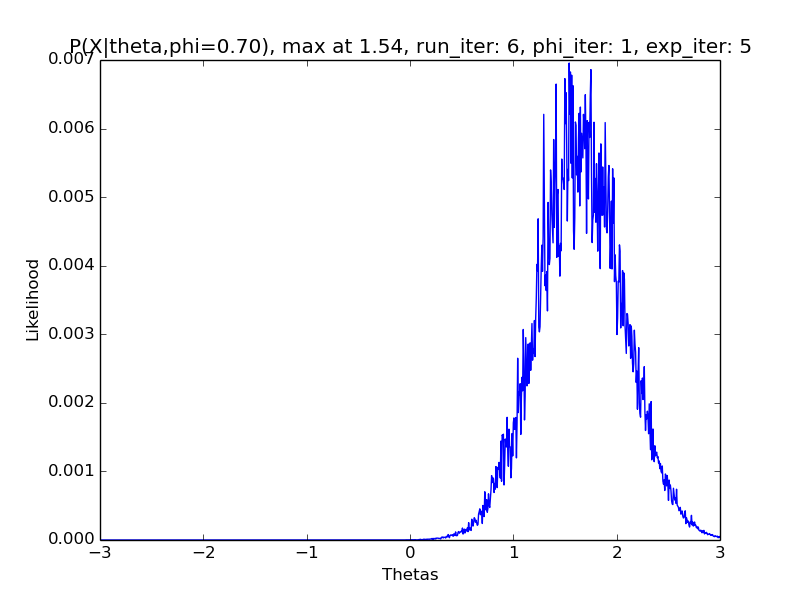 P(X|theta,phi=0.70), max at 1.54, run_iter: 6, phi_iter: 1, exp_iter: 5
0.007
0.006
0.005
0.004
0.003
0.002
0.001
0.000
Likelihood
−3 −2 −1 0 1 2 3
Thetas